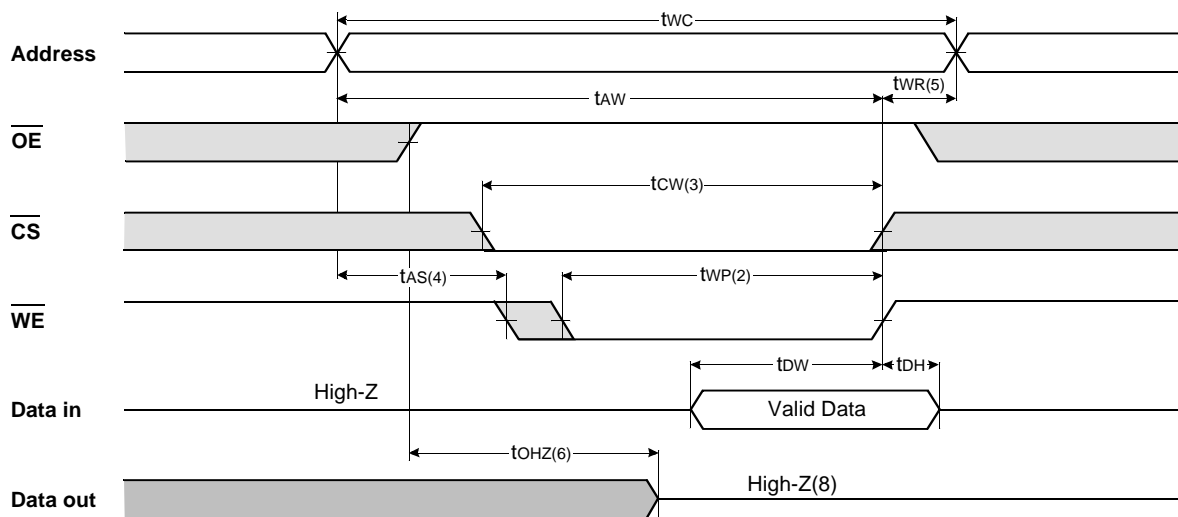 tWC
Address
tAW
tWR(5)
OE
tCW(3)
CS
tAS(4)
tWP(2)
WE
tDW
tDH
High-Z
Data in
Valid Data
tOHZ(6)
High-Z(8)
Data out